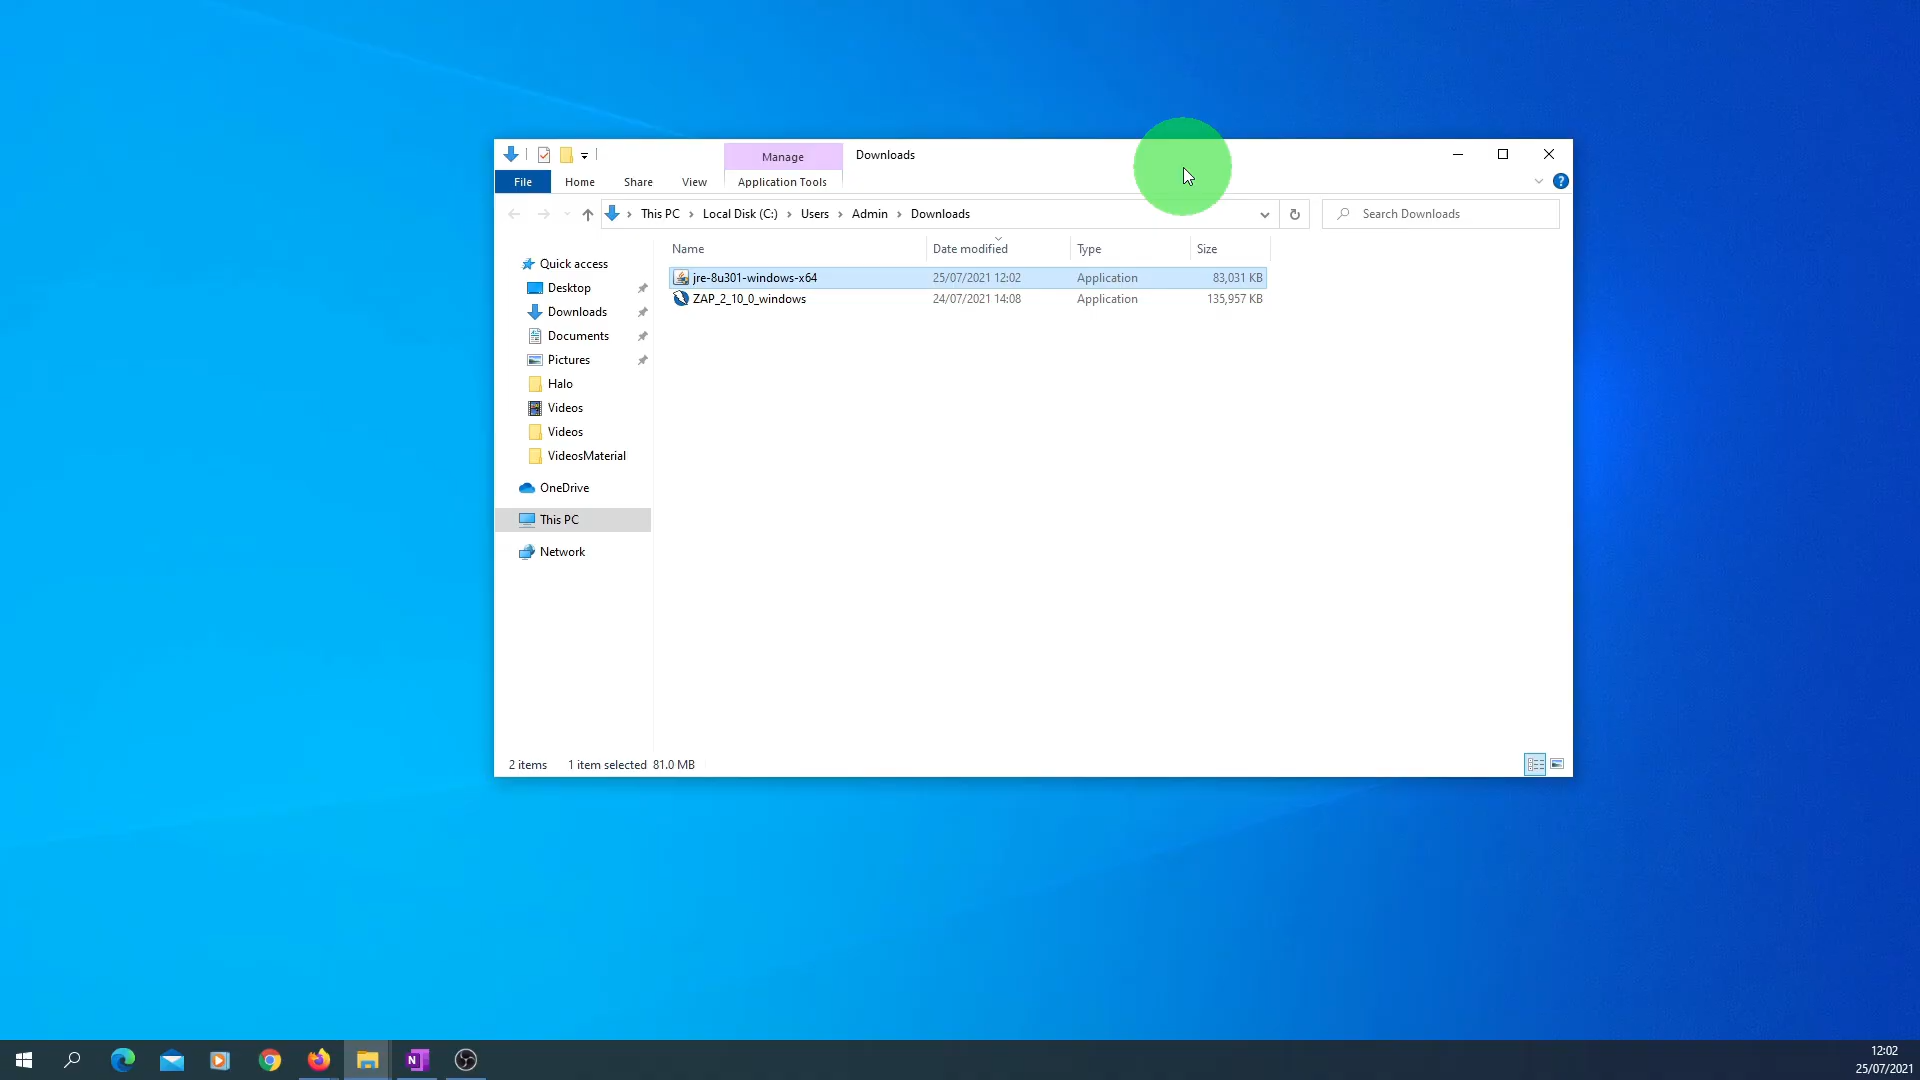 Manage
Downloads
File
Home
Share
View
Application Tools
This PC
Local Disk (C:)
Users
Admin
Downloads
Search Downloads
Name
Date modified
Type
Size
jre-8u301-windows-x64
25/07/2021 12:02
Application
83,031 KB
ZAP_2_10_0_windows
24/07/2021 14:08
Application
135,957 KB
Quick access
Desktop
Downloads
Documents
Pictures
Halo
Videos
Videos
VideosMaterial
OneDrive
This PC
Network
2 items
1 item selected 81.0 MB
12:02
25/07/2021